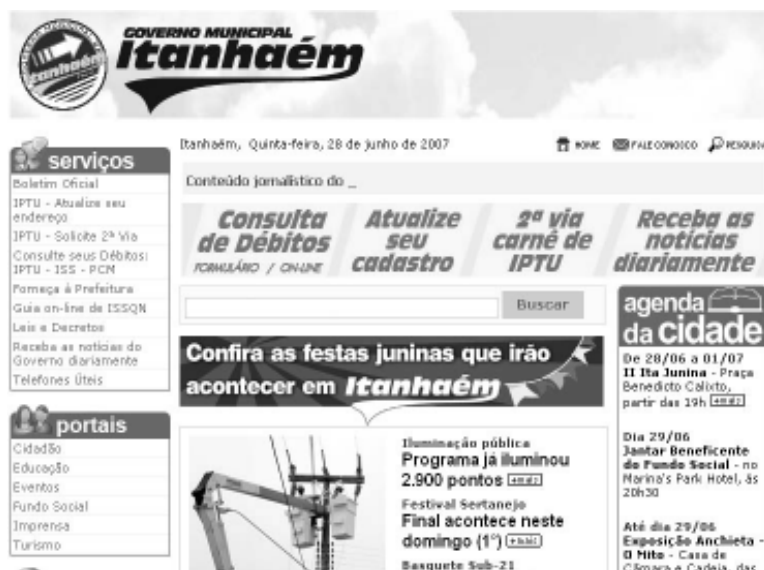 GOVERNO MUNICIPAL
Itanhaém
Itanhaém
Itanhaém, Quinta-feira, 28 de junho de 2007
HOME
FALE CONOSCO
PESQUISA
serviços
Boletim Oficial
IPTU - Atualize seu
endereço
IPTU - Solicite 2ª Via
Consulte seus Débitos:
IPTU - ISS - PCM
Forneça à Prefeitura
Guia on-line de ISSQN
Leis e Decretos
Receba as notícias do
Governo diariamente
Telefones Úteis
portais
Cidadão
Educação
Eventos
Fundo Social
Imprensa
Turismo
Conteúdo jornalístico do _
Consulta
de Débitos
FORMULÁRIO / ON-LINE
Atualize
seu
cadastro
2ª via
carnê de
IPTU
Receba as
notícias
diariamente
Buscar
Confira as festas juninas que irão
acontecer em Itanhaém
Iluminação pública
Programa já iluminou
2.900 pontos
Festival Sertanejo
Final acontece neste
domingo (1º)
Basquete Sub-21
agenda
da cidade
De 28/06 a 01/07
II Ita Junina - Praça
Benedicto Calixto,
partir das 19h
Dia 29/06
Jantar Beneficente
do Fundo Social - no
Marina's Park Hotel, às
20h30
Até dia 29/06
Exposição Anchieta -
O Mito - Casa de
Câmara e Cadeia, das